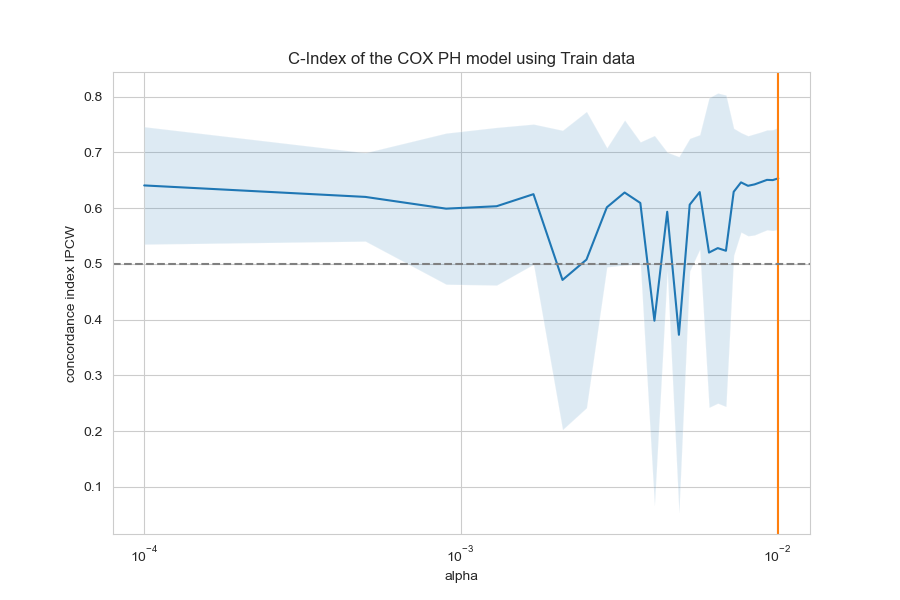 C-Index of the COX PH model using Train data
concordance index IPCW
0.8
0.7
0.6
0.5
0.4
0.3
0.2
0.1
10⁻⁴ 10⁻³ 10⁻²
alpha